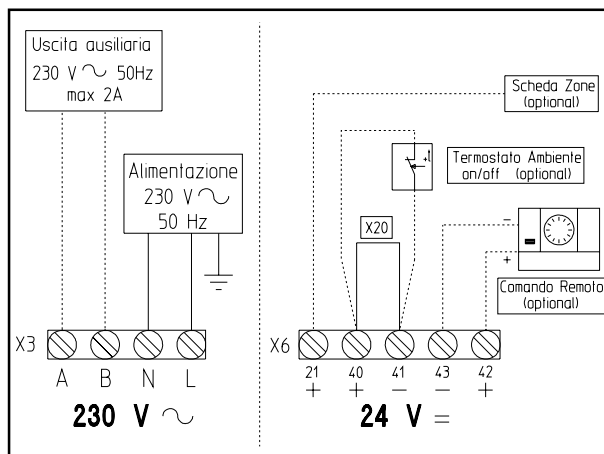 Uscita ausiliaria
230 V ~ 50Hz
max 2A
Alimentazione
230 V ~
50 Hz
X3
A B N L
230 V ~
Scheda Zone
(optional)
+t
Termostato Ambiente
on/off (optional)
X20
−
+
Comando Remoto
(optional)
X6
21 40 41 43 42
+ + − − +
24 V =